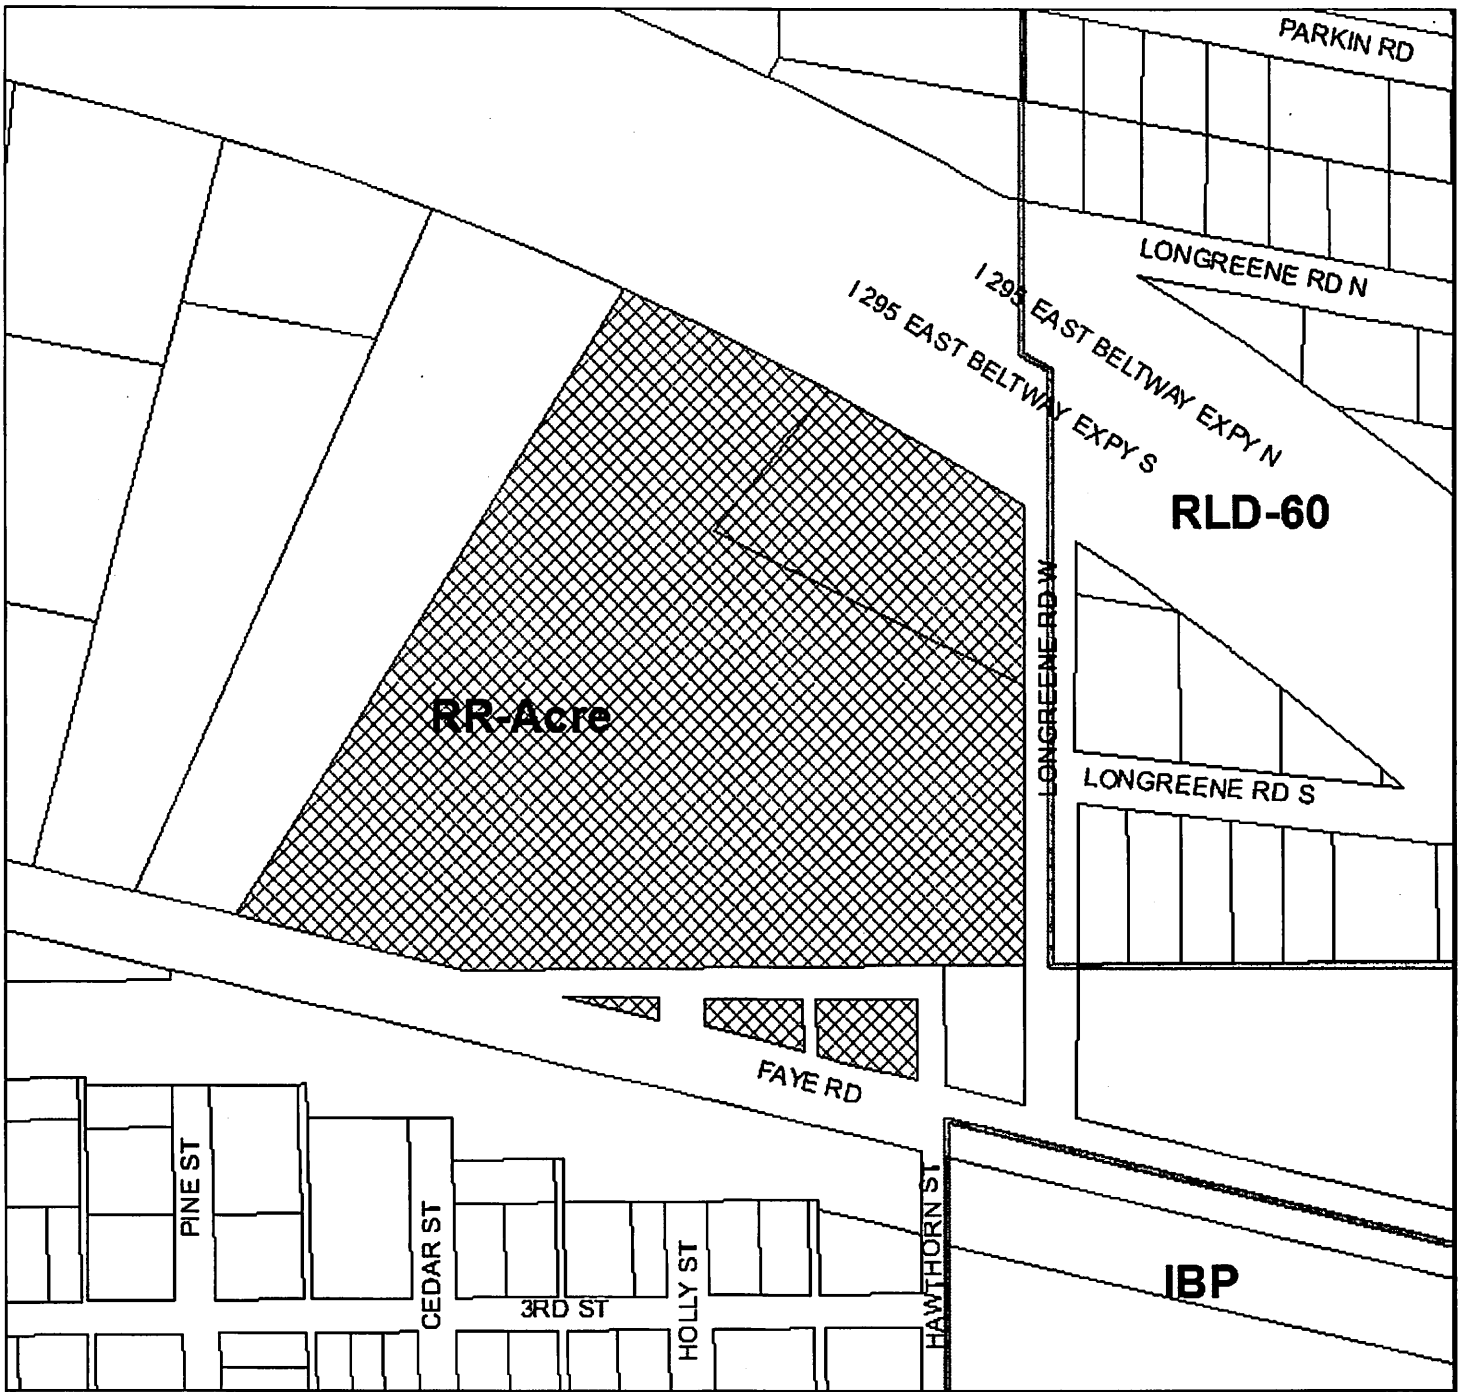 PARKIN RD
LONGREENE RD N
I 295 EAST BELTWAY EXPY N
I 295 EAST BELTWAY EXPY S
RLD-60
LONGREENE RD W
RR-Acre
LONGREENE RD S
FAYE RD
PINE ST
CEDAR ST
HAWTHORN ST
HOLLY ST
IBP
3RD ST